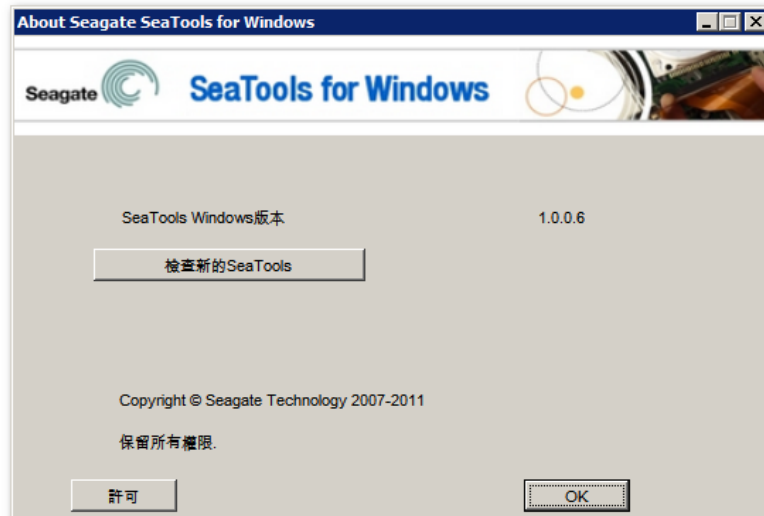 About Seagate SeaTools for Windows
Seagate SeaTools for Windows
SeaTools Windows版本 1.0.0.6
檢查新的SeaTools
Copyright © Seagate Technology 2007-2011
保留所有權限.
許可 OK